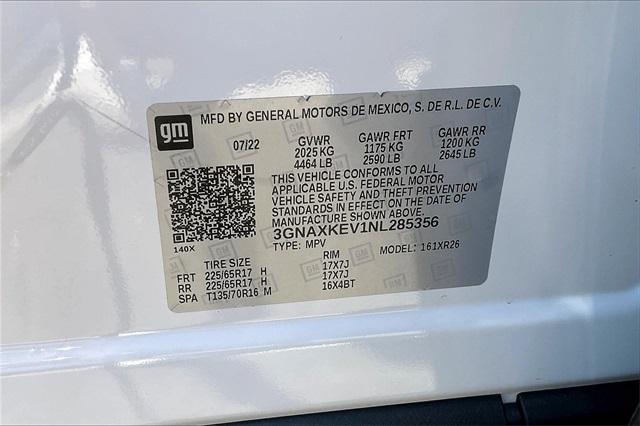 gm
MFD BY GENERAL MOTORS DE MEXICO, S. DE R.L. DE C.V.
07/22 GVWR GAWR FRT GAWR RR
2025 KG 1175 KG 1200 KG
4464 LB 2590 LB 2645 LB
THIS VEHICLE CONFORMS TO ALL
APPLICABLE U.S. FEDERAL MOTOR
VEHICLE SAFETY AND THEFT PREVENTION
STANDARDS IN EFFECT ON THE DATE OF
MANUFACTURE SHOWN ABOVE.
3GNAXKEV1NL285356
140X TYPE: MPV MODEL: 161XR26
TIRE SIZE RIM
FRT 225/65R17 H 17X7J
RR 225/65R17 H 17X7J
SPA T135/70R16 M 16X4BT